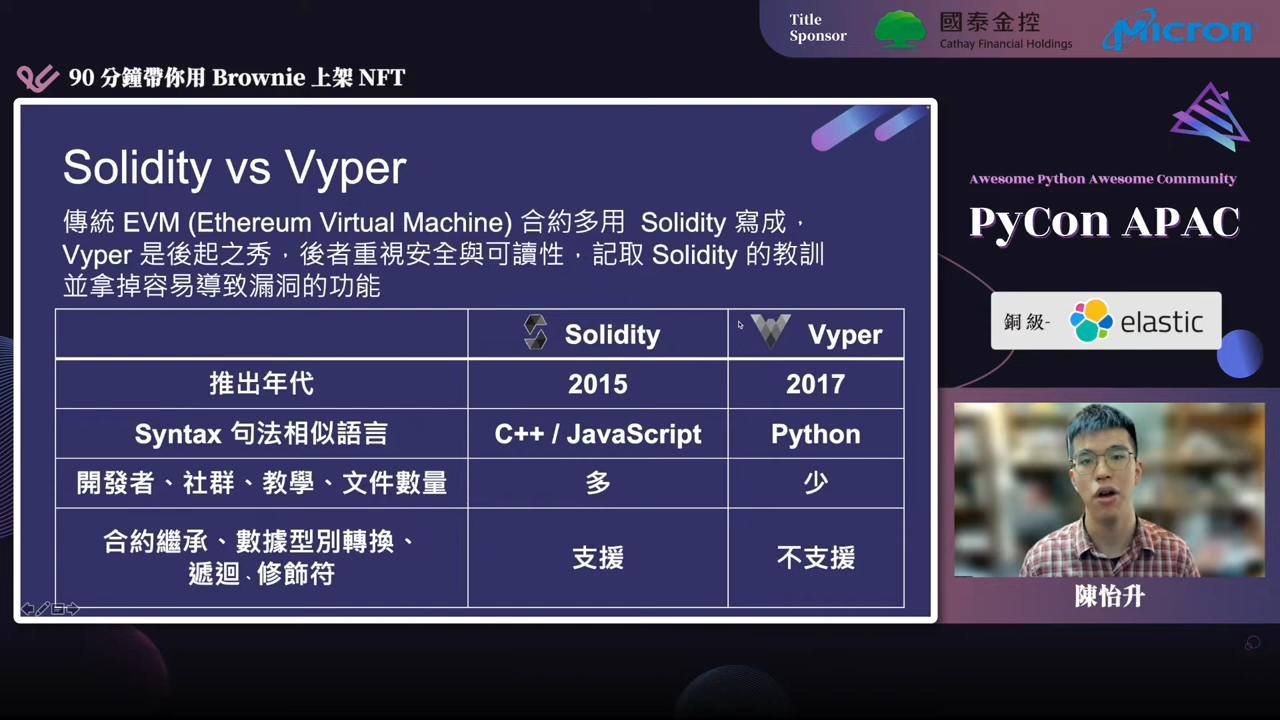 Title
Sponsor
國泰金控
Cathay Financial Holdings
Micron
90 分鐘帶你用 Brownie 上架 NFT
Solidity vs Vyper
傳統 EVM (Ethereum Virtual Machine) 合約多用 Solidity 寫成，
Vyper 是後起之秀，後者重視安全與可讀性，記取 Solidity 的教訓
並拿掉容易導致漏洞的功能
Solidity
Vyper
推出年代
2015
2017
Syntax 句法相似語言
C++ / JavaScript
Python
開發者、社群、教學、文件數量
多
少
合約繼承、數據型別轉換、
遞迴、修飾符
支援
不支援
Awesome Python Awesome Community
PyCon APAC
銅級-
elastic
陳怡升